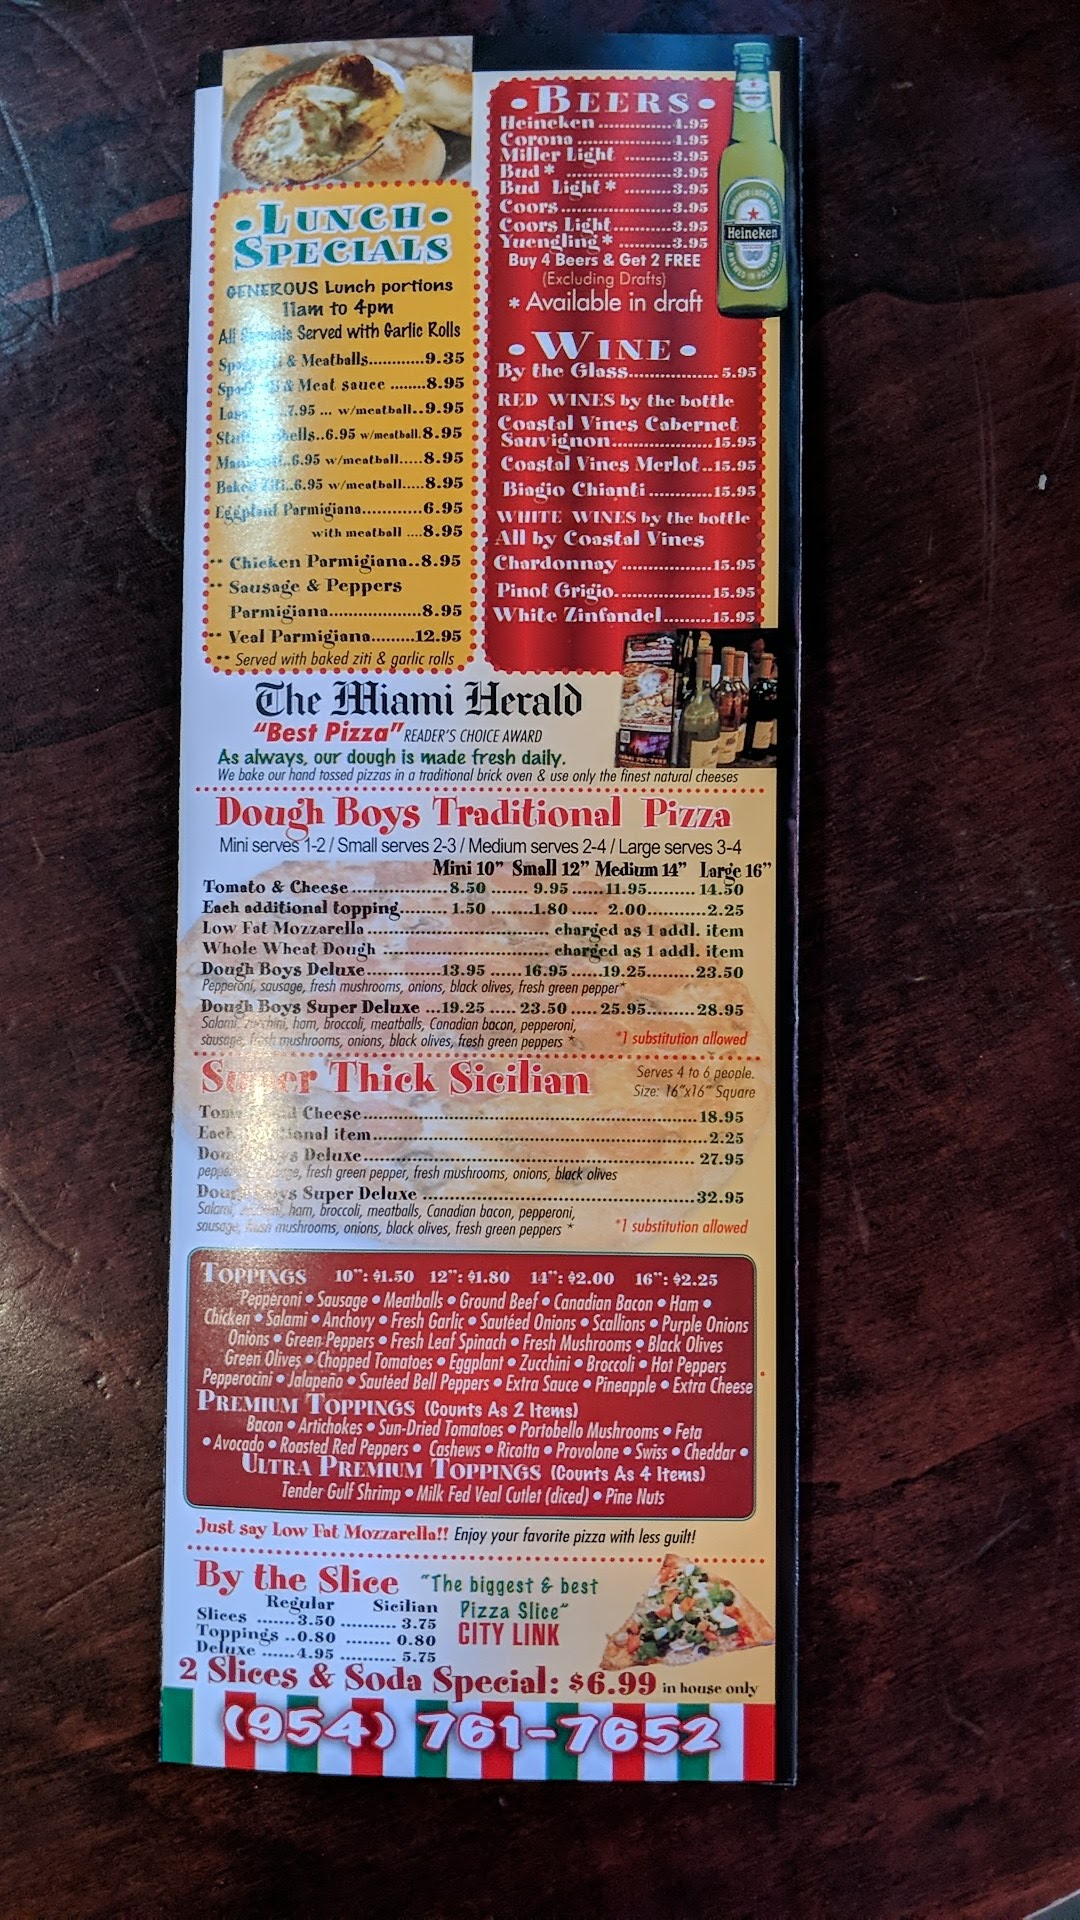 •LUNCH•
SPECIALS
GENEROUS Lunch portions
11am to 4pm
All Specials Served with Garlic Rolls
Spaghetti & Meatballs............9.35
Spaghetti & Meat sauce ........8.95
7.95 ... w/meatball..9.95
Stuffed Shells..6.95 w/meatball.8.95
Manicotti..6.95 w/meatball.....8.95
Baked Ziti..6.95 w/meatball.....8.95
Eggplant Parmigiana.............6.95
with meatball ....8.95
** Chicken Parmigiana..8.95
** Sausage & Peppers
Parmigiana....................8.95
** Veal Parmigiana.........12.95
** Served with baked ziti & garlic rolls
•BEERS•
Heineken ...............4.95
Corona ...................4.95
Miller Light ..........3.95
Bud * ......................3.95
Bud Light * ............3.95
Coors.......................3.95
Coors Light............3.95
Yuengling * ...........3.95
Buy 4 Beers & Get 2 FREE
(Excluding Drafts)
* Available in draft
Heineken
•WINE•
By the Glass.................. 5.95
RED WINES by the bottle
Coastal Vines Cabernet
Sauvignon....................15.95
Coastal Vines Merlot..15.95
Biagio Chianti .............15.95
WHITE WINES by the bottle
All by Coastal Vines
Chardonnay ..................15.95
Pinot Grigio...................15.95
White Zinfandel..........15.95
The Miami Herald
"Best Pizza" READER'S CHOICE AWARD
As always, our dough is made fresh daily.
We bake our hand tossed pizzas in a traditional brick oven & use only the finest natural cheeses
Dough Boys Traditional Pizza
Mini serves 1-2 / Small serves 2-3 / Medium serves 2-4 / Large serves 3-4
Mini 10" Small 12" Medium 14" Large 16"
Tomato & Cheese ..................8.50 ....... 9.95 ......11.95......... 14.50
Each additional topping......... 1.50 ........1.80 ..... 2.00...........2.25
Low Fat Mozzarella ................................... charged as 1 addl. item
Whole Wheat Dough ................................ charged as 1 addl. item
Dough Boys Deluxe..............13.95 ......16.95 .....19.25.........23.50
Pepperoni, sausage, fresh mushrooms, onions, black olives, fresh green pepper*
Dough Boys Super Deluxe ...19.25 ..... 23.50 ..... 25.95.........28.95
Salami, zucchini, ham, broccoli, meatballs, Canadian bacon, pepperoni,
sausage, fresh mushrooms, onions, black olives, fresh green peppers * *1 substitution allowed
Super Thick Sicilian Serves 4 to 6 people.
Size: 16"x16" Square
Tomato and Cheese..................................................................18.95
Each additional item.................................................................2.25
Dough Boys Deluxe................................................................. 27.95
pepperoni, sausage, fresh green pepper, fresh mushrooms, onions, black olives
Dough Boys Super Deluxe .....................................................32.95
Salami, zucchini, ham, broccoli, meatballs, Canadian bacon, pepperoni,
sausage, fresh mushrooms, onions, black olives, fresh green peppers * *1 substitution allowed
TOPPINGS 10": $1.50 12": $1.80 14": $2.00 16": $2.25
Pepperoni • Sausage • Meatballs • Ground Beef • Canadian Bacon • Ham •
Chicken • Salami • Anchovy • Fresh Garlic • Sautéed Onions • Scallions • Purple Onions
Onions • Green Peppers • Fresh Leaf Spinach • Fresh Mushrooms • Black Olives
Green Olives • Chopped Tomatoes • Eggplant • Zucchini • Broccoli • Hot Peppers
Pepperocini • Jalapeño • Sautéed Bell Peppers • Extra Sauce • Pineapple • Extra Cheese
PREMIUM TOPPINGS (Counts As 2 Items)
Bacon • Artichokes • Sun-Dried Tomatoes • Portobello Mushrooms • Feta
• Avocado • Roasted Red Peppers • Cashews • Ricotta • Provolone • Swiss • Cheddar •
ULTRA PREMIUM TOPPINGS (Counts As 4 Items)
Tender Gulf Shrimp • Milk Fed Veal Cutlet (diced) • Pine Nuts
Just say Low Fat Mozzarella!! Enjoy your favorite pizza with less guilt!
By the Slice "The biggest & best
Pizza Slice"
CITY LINK
Regular Sicilian
Slices .......3.50 .......... 3.75
Toppings ..0.80 ......... 0.80
Deluxe ......4.95 .......... 5.75
2 Slices & Soda Special: $6.99 in house only
(954) 761-7652